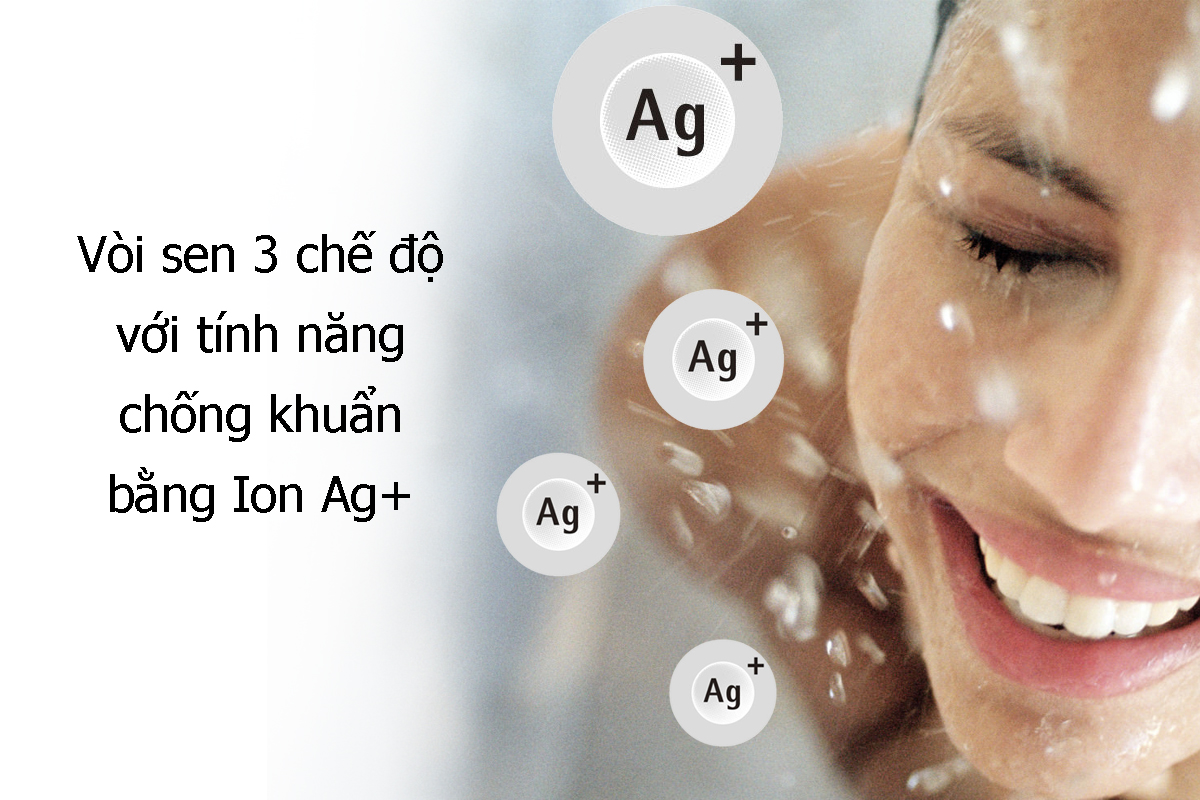 Vòi sen 3 chế độ
với tính năng
chống khuẩn
bằng Ion Ag+
Ag+
Ag+
Ag+
Ag+